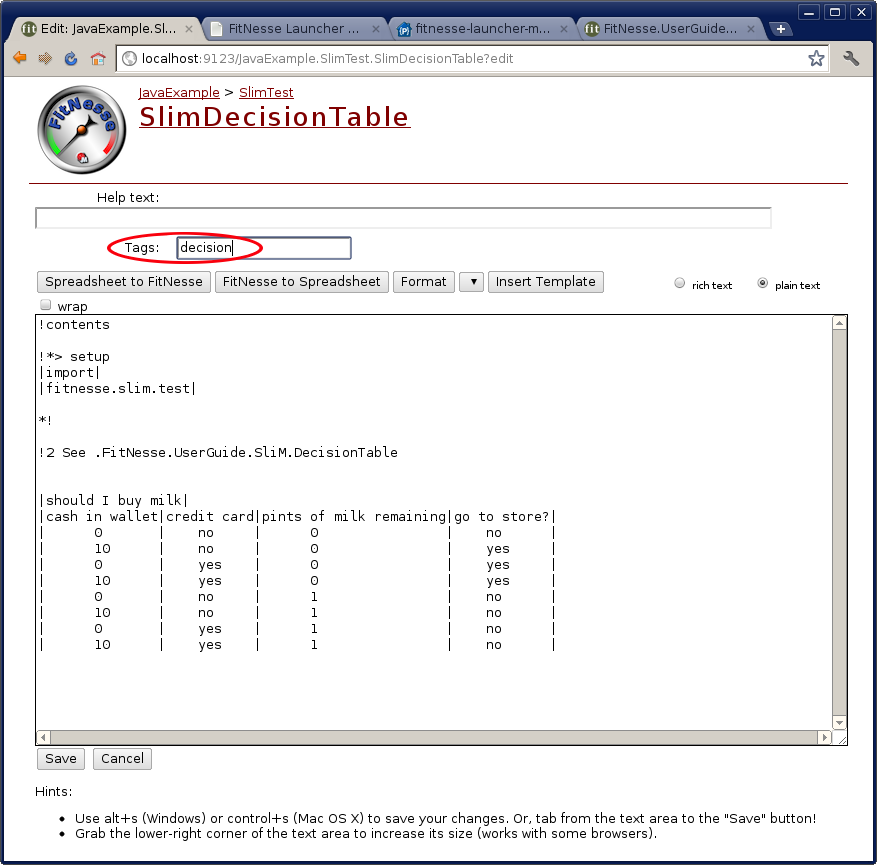 Edit: JavaExample.Sl...
FitNesse Launcher ...
fitnesse-launcher-m...
FitNesse.UserGuide...
localhost:9123/JavaExample.SlimTest.SlimDecisionTable?edit
FitNesse
JavaExample > SlimTest
SlimDecisionTable
Help text:
Tags: decision
Spreadsheet to FitNesse FitNesse to Spreadsheet Format ▾ Insert Template rich text plain text
wrap
!contents
!*> setup
|import|
|fitnesse.slim.test|
*!
!2 See .FitNesse.UserGuide.SliM.DecisionTable
|should I buy milk|
|cash in wallet|credit card|pints of milk remaining|go to store?|
| 0 | no | 0 | no |
| 10 | no | 0 | yes |
| 0 | yes | 0 | yes |
| 10 | yes | 0 | yes |
| 0 | no | 1 | no |
| 10 | no | 1 | no |
| 0 | yes | 1 | no |
| 10 | yes | 1 | no |
Save Cancel
Hints:
• Use alt+s (Windows) or control+s (Mac OS X) to save your changes. Or, tab from the text area to the "Save" button!
• Grab the lower-right corner of the text area to increase its size (works with some browsers).